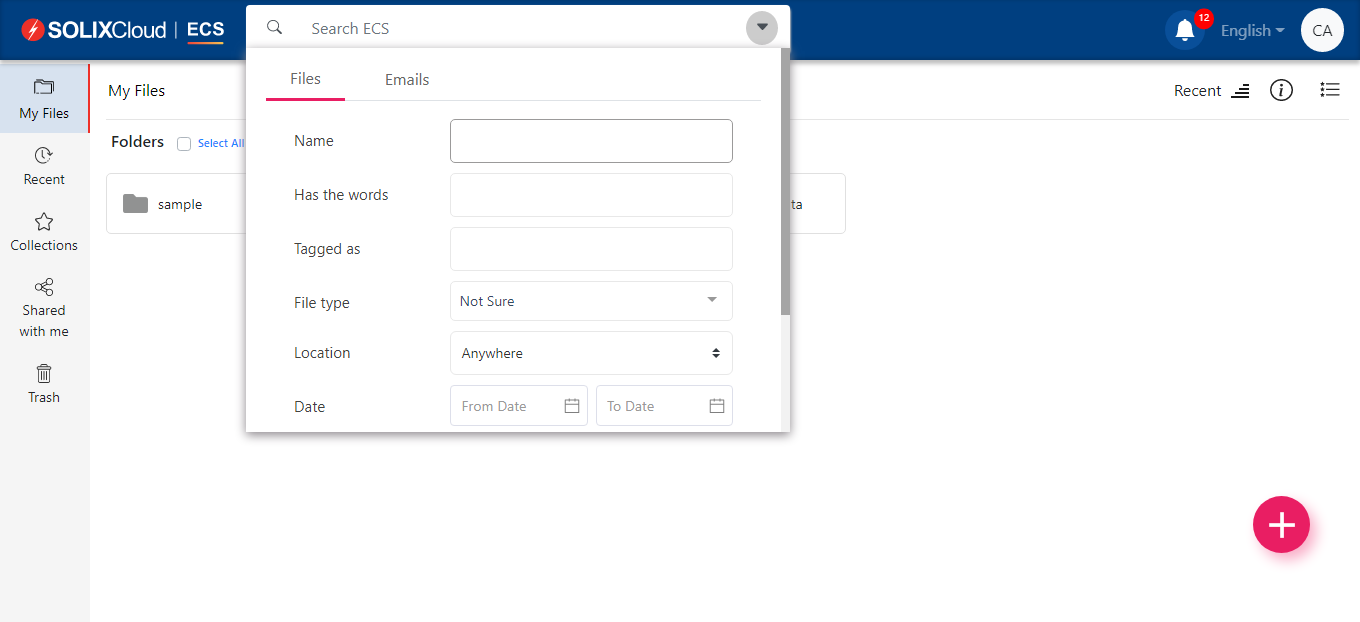 SOLIXCloud | ECS
Search ECS
12
English
CA
My Files
Recent
Collections
Shared
with me
Trash
My Files
Recent
Folders
Select All
sample
ta
Files
Emails
Name
Has the words
Tagged as
File type
Not Sure
Location
Anywhere
Date
From Date
To Date